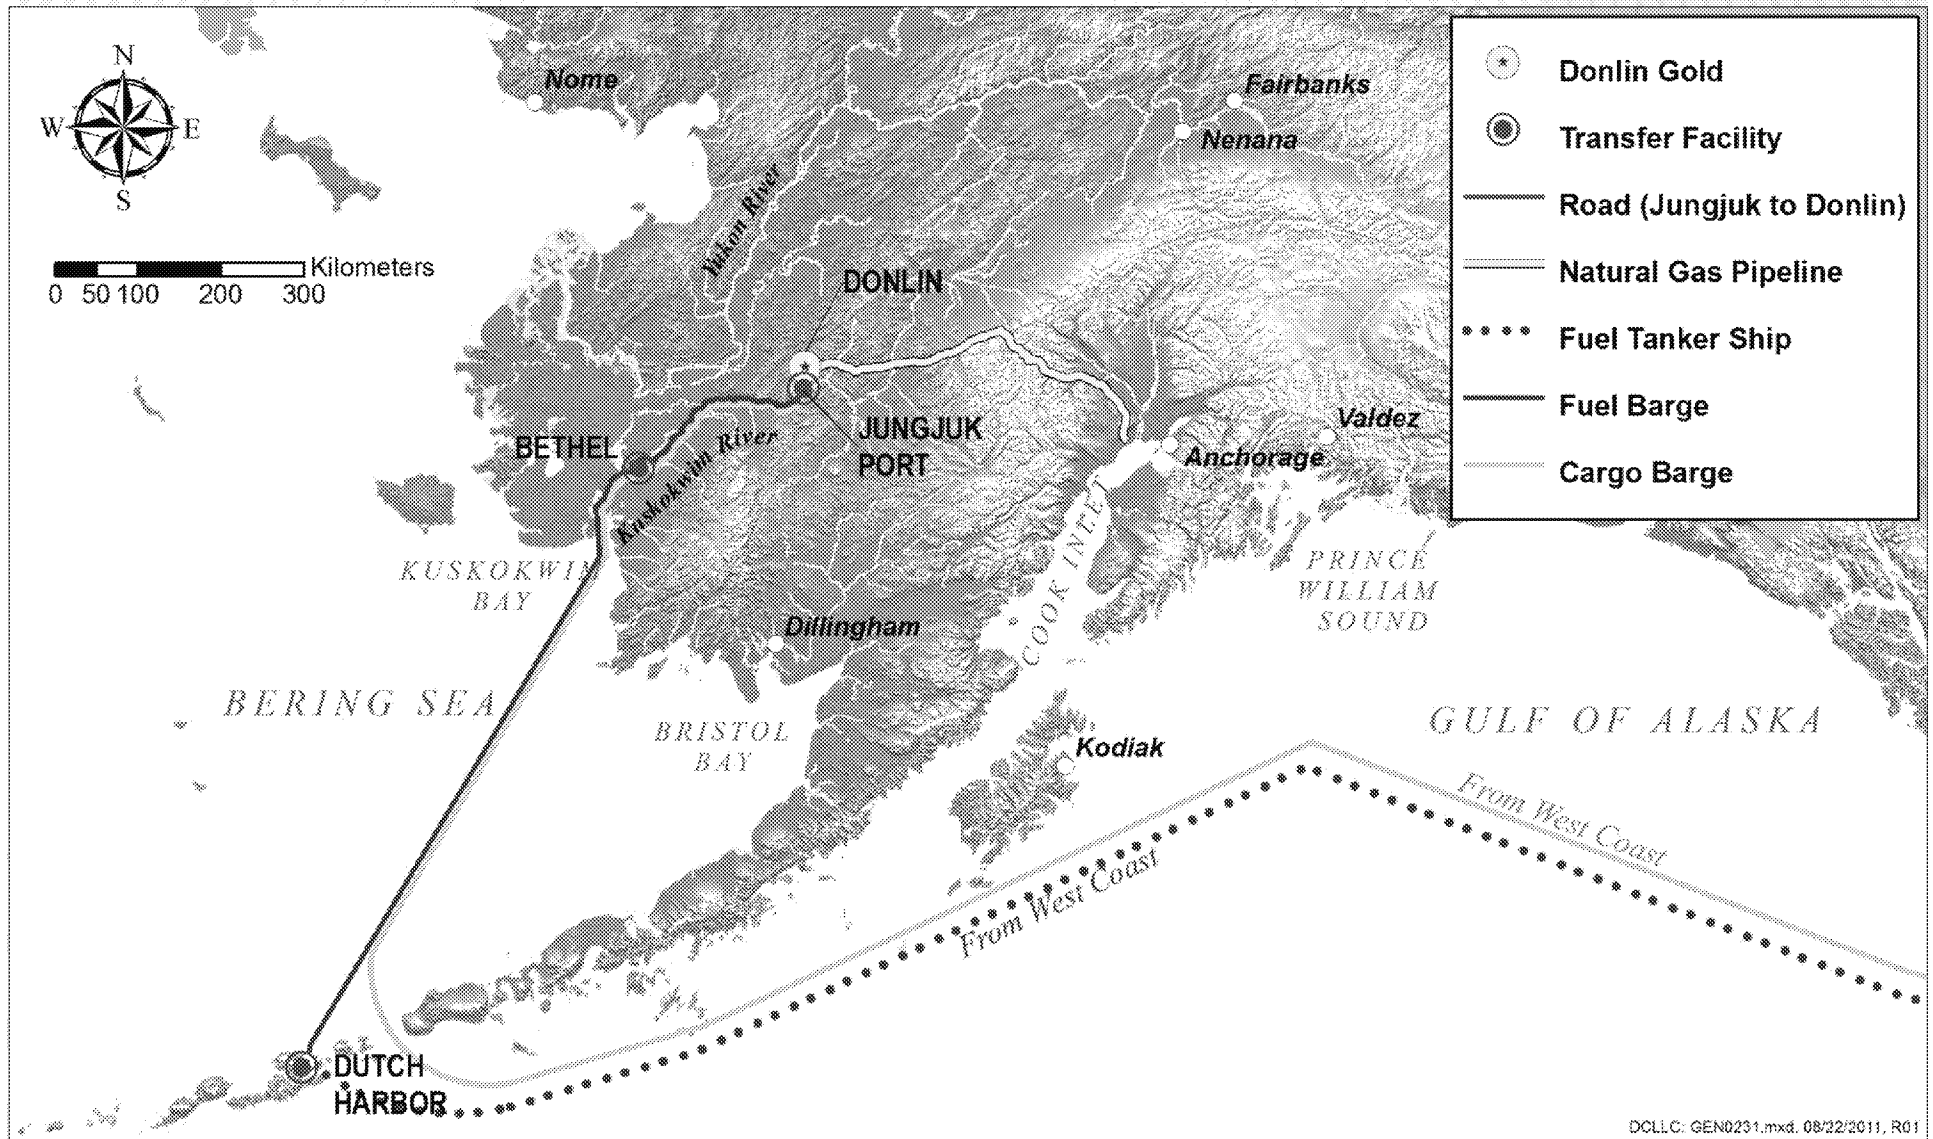 N
W E
S
Kilometers
0 50 100 200 300
Nome
Fairbanks
Nenana
Yukon River
DONLIN
BETHEL
Kuskokwim River
JUNGJUK
PORT
Valdez
Anchorage
COOK INLET
KUSKOKWIM
BAY
PRINCE
WILLIAM
SOUND
Dillingham
BERING SEA
BRISTOL
BAY
Kodiak
GULF OF ALASKA
From West Coast
From West Coast
DUTCH
HARBOR
Donlin Gold
Transfer Facility
Road (Jungjuk to Donlin)
Natural Gas Pipeline
Fuel Tanker Ship
Fuel Barge
Cargo Barge
DCLLC: GEN0231.mxd, 08/22/2011, R01